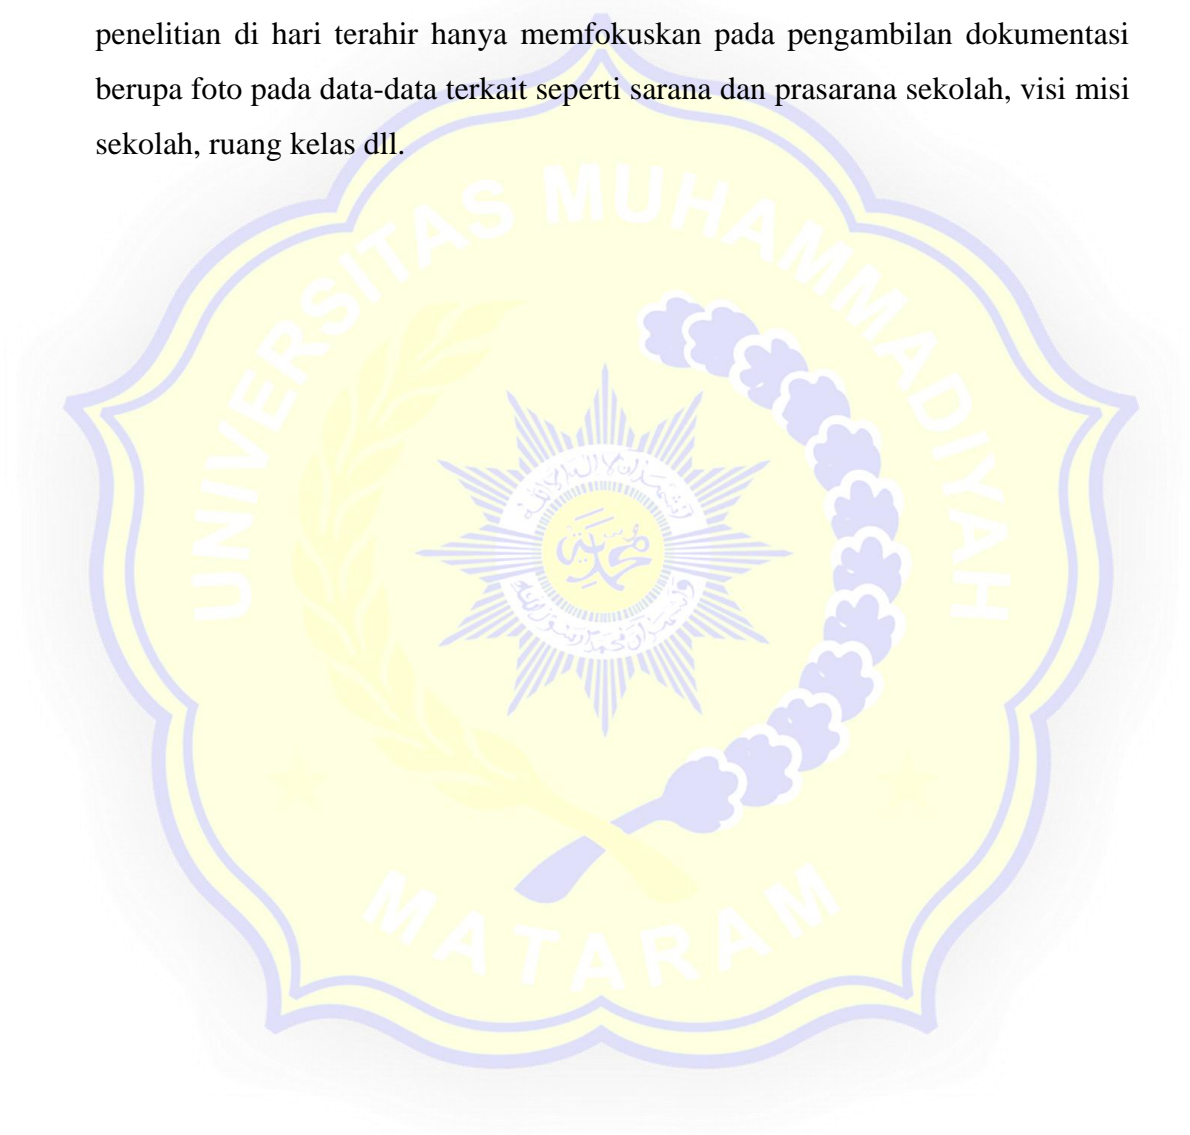 penelitian di hari terahir hanya memfokuskan pada pengambilan dokumentasi
berupa foto pada data-data terkait seperti sarana dan prasarana sekolah, visi misi
sekolah, ruang kelas dll.
UNIVERSITAS MUHAMMADIYAH
MATARAM